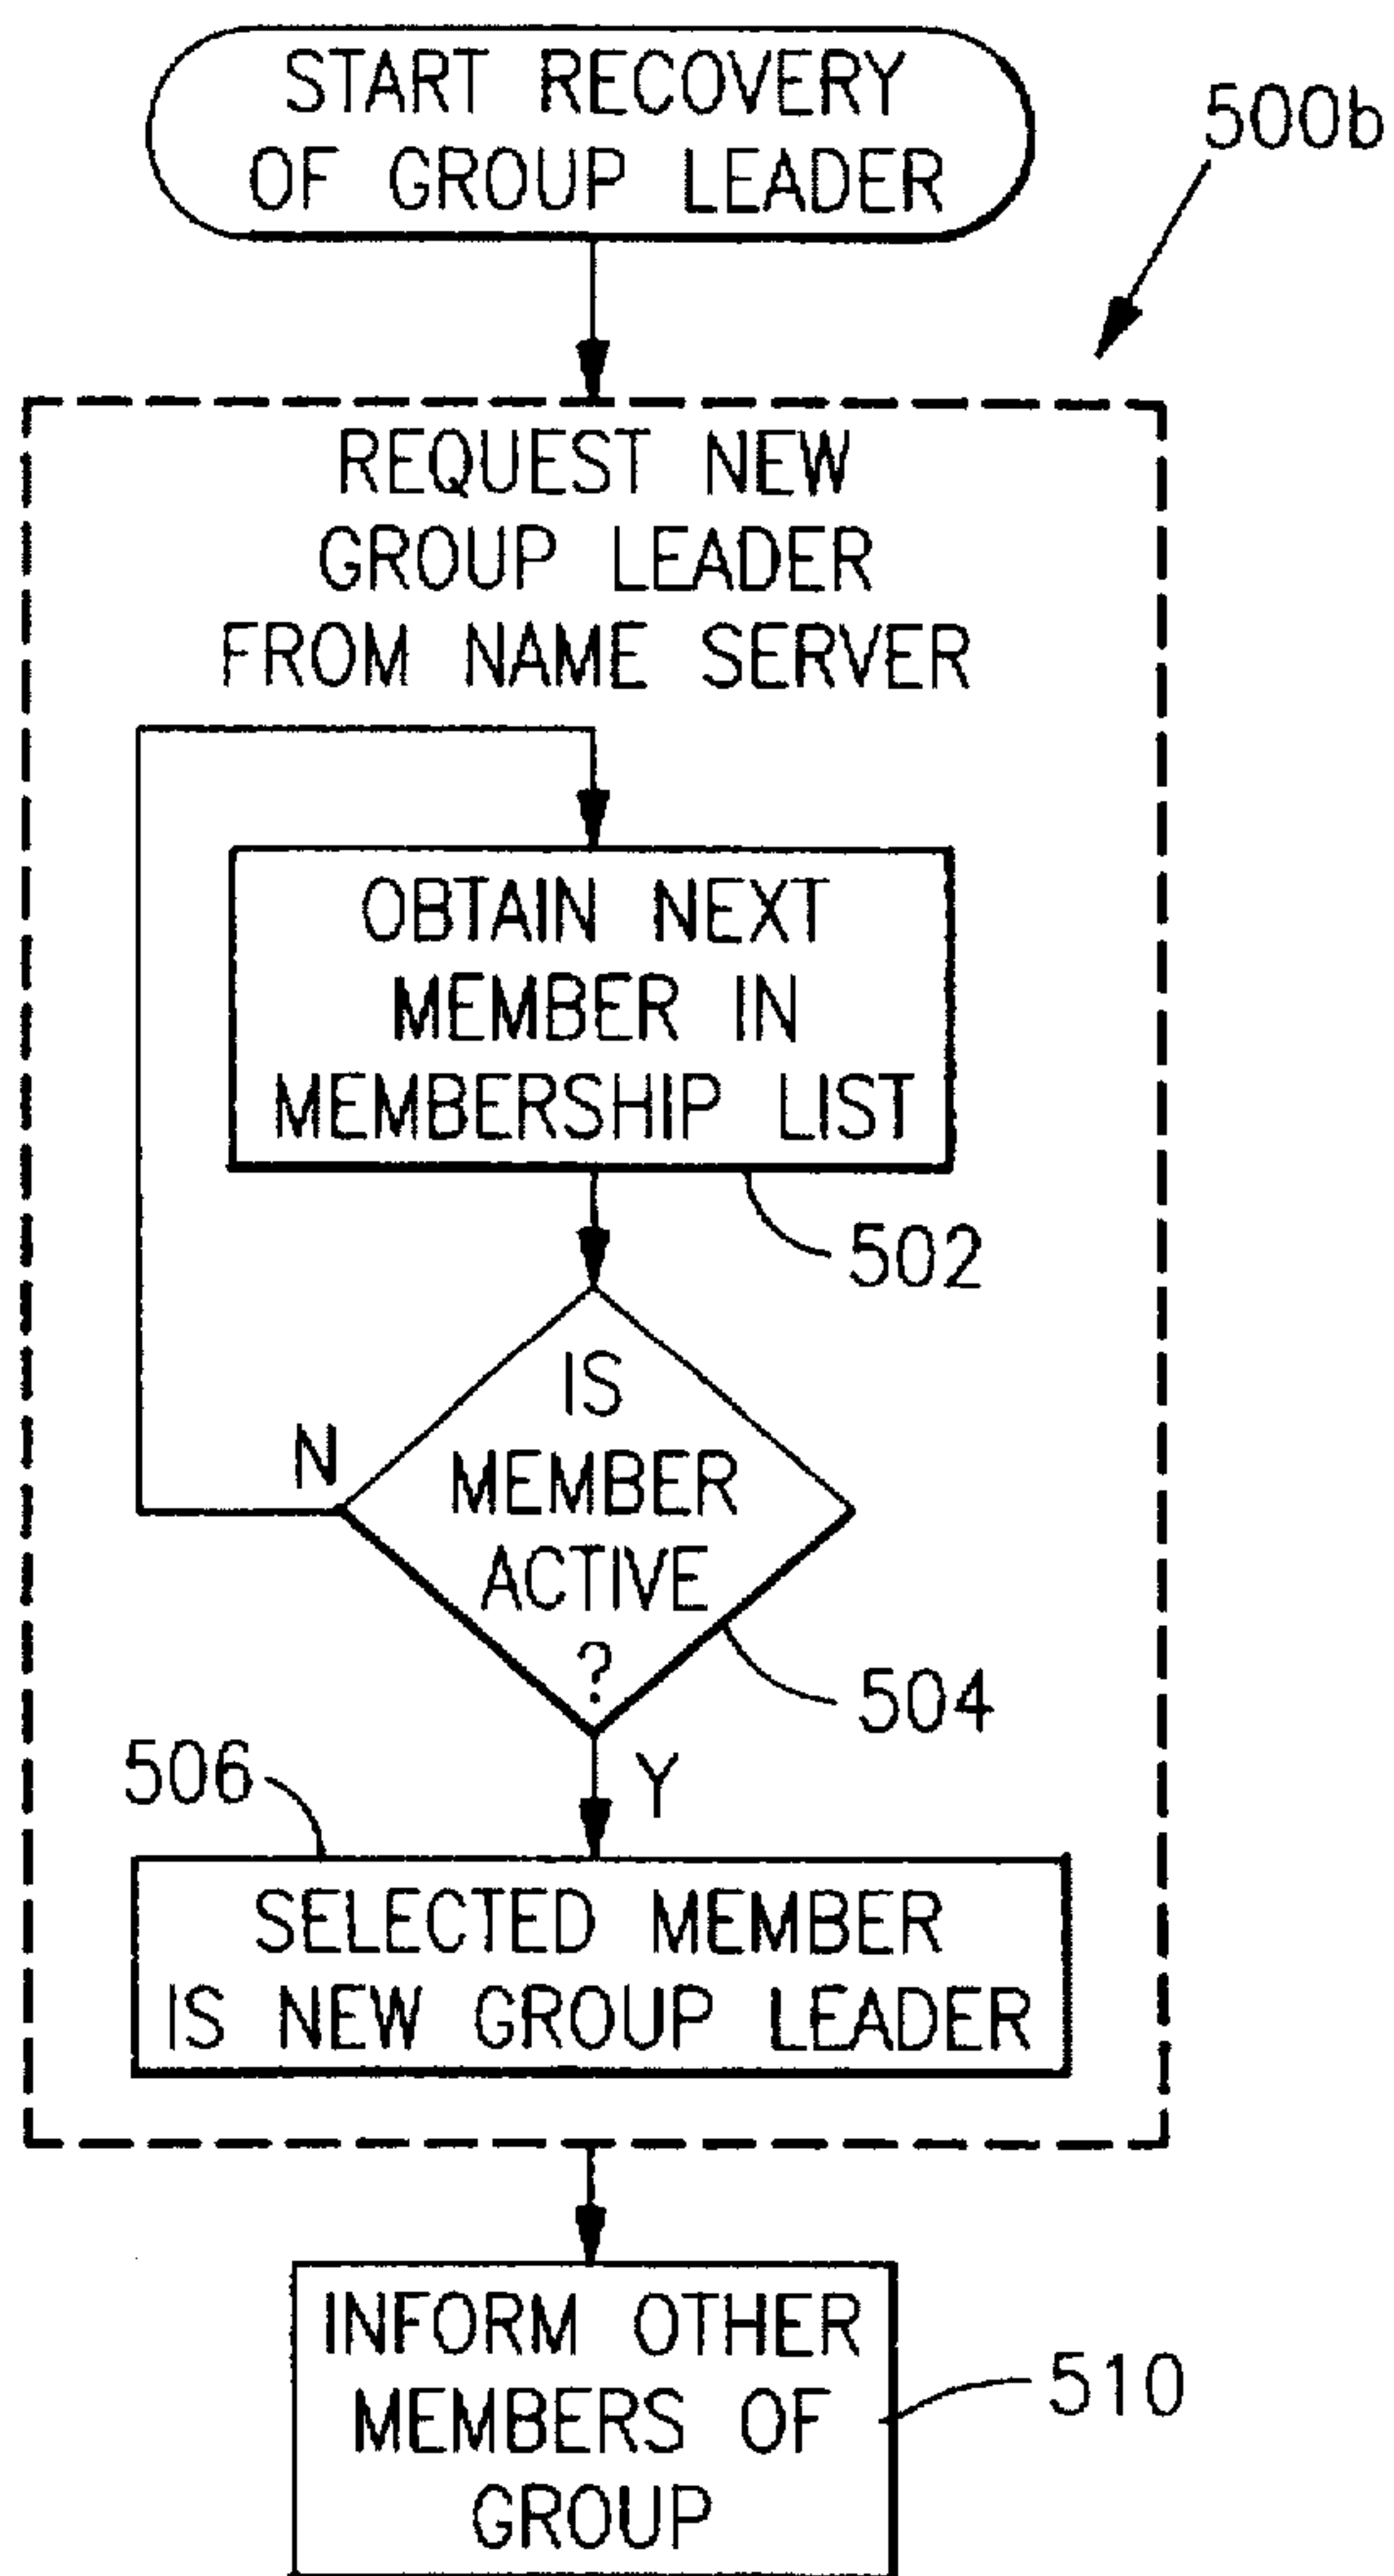 START RECOVERY
OF GROUP LEADER
500b
REQUEST NEW
GROUP LEADER
FROM NAME SERVER
OBTAIN NEXT
MEMBER IN
MEMBERSHIP LIST
502
IS
MEMBER
ACTIVE
?
N
504
Y
506
SELECTED MEMBER
IS NEW GROUP LEADER
INFORM OTHER
MEMBERS OF
GROUP
510